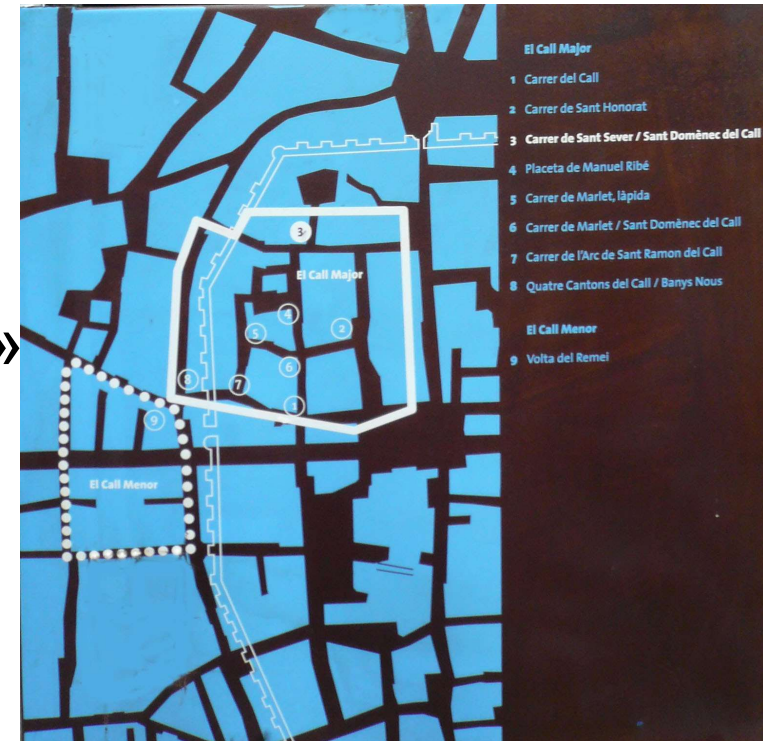 El Call Major
1 Carrer del Call
2 Carrer de Sant Honorat
3 Carrer de Sant Sever / Sant Domènec del Call
4 Placeta de Manuel Ribé
5 Carrer de Marlet, làpida
6 Carrer de Marlet / Sant Domènec del Call
7 Carrer de l'Arc de Sant Ramon del Call
8 Quatre Cantons del Call / Banys Nous
El Call Menor
9 Volta del Remei
3
El Call Major
4
5
2
6
8
7
1
9
El Call Menor
»